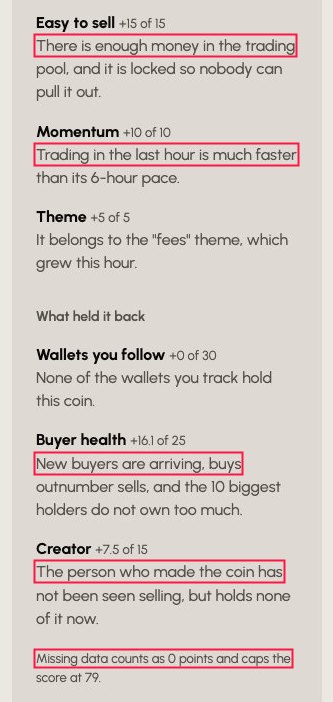 Easy to sell +15 of 15
There is enough money in the trading
pool, and it is locked so nobody can
pull it out.
Momentum +10 of 10
Trading in the last hour is much faster
than its 6-hour pace.
Theme +5 of 5
It belongs to the "fees" theme, which
grew this hour.
What held it back
Wallets you follow +0 of 30
None of the wallets you track hold
this coin.
Buyer health +16.1 of 25
New buyers are arriving, buys
outnumber sells, and the 10 biggest
holders do not own too much.
Creator +7.5 of 15
The person who made the coin has
not been seen selling, but holds none
of it now.
Missing data counts as 0 points and caps the
score at 79.